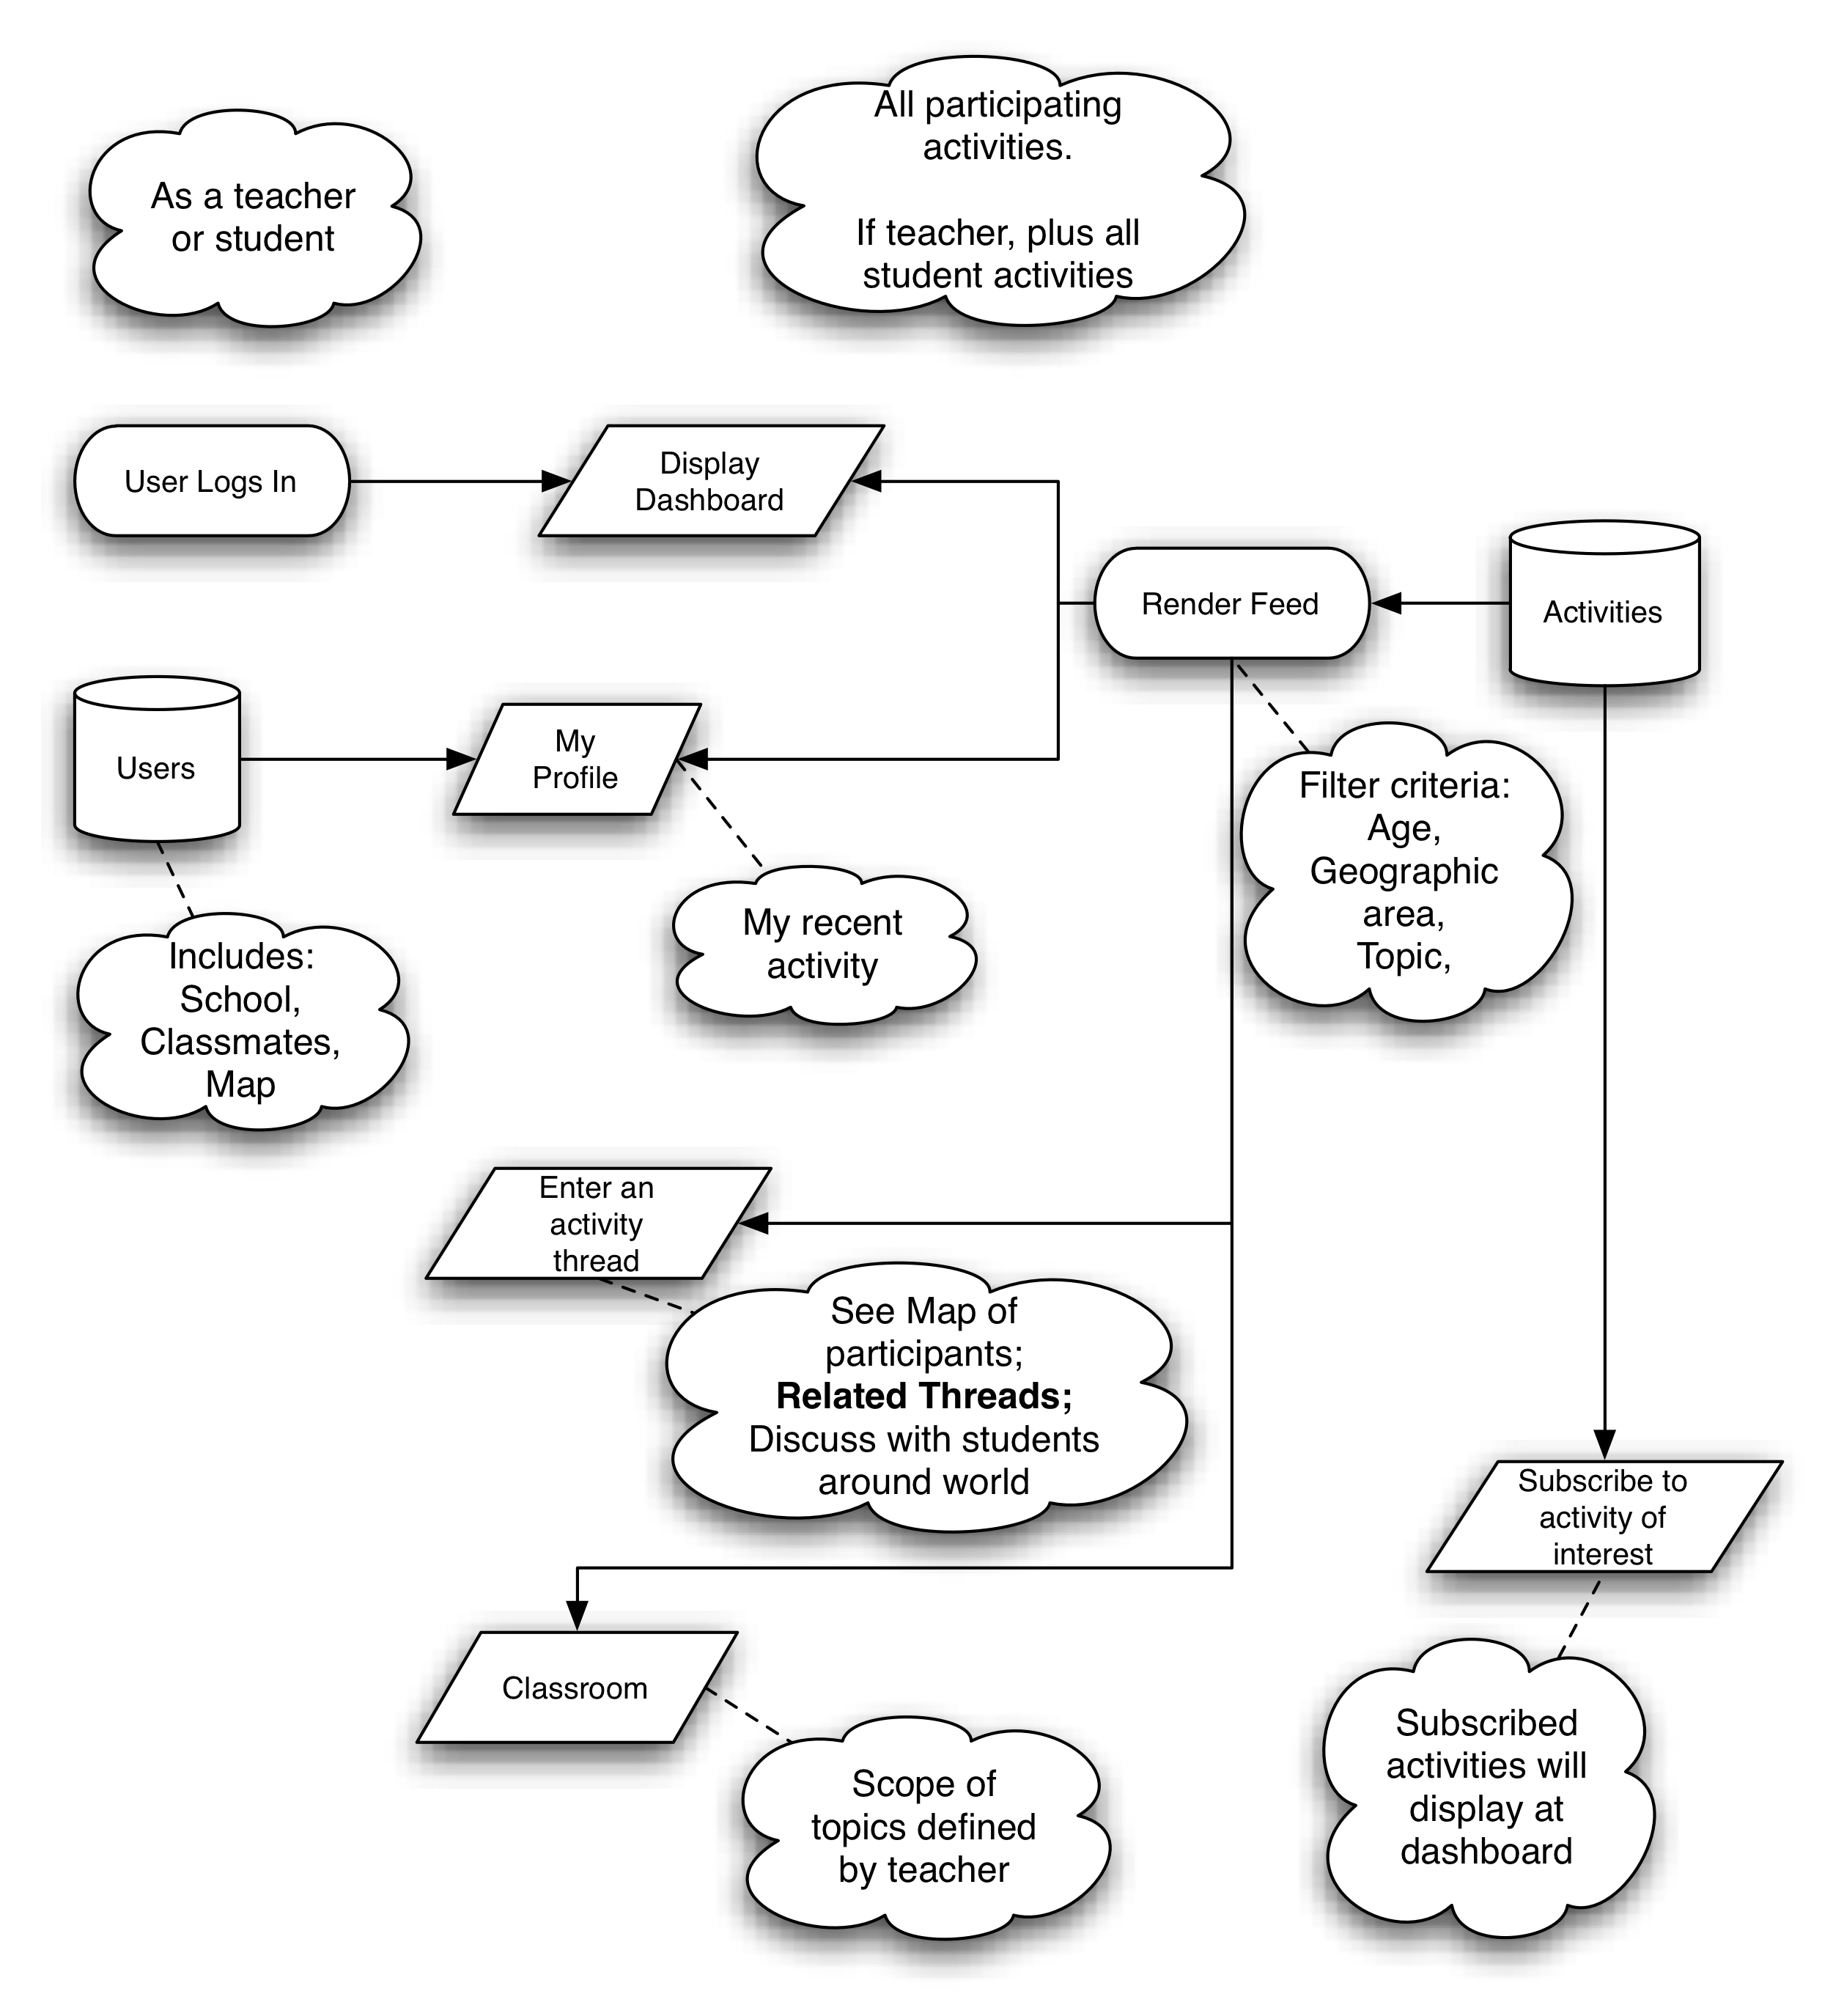 As a teacher
or student
All participating
activities.
If teacher, plus all
student activities
User Logs In
Display
Dashboard
Render Feed
Activities
Users
My
Profile
Filter criteria:
Age,
Geographic
area,
Topic,
My recent
activity
Includes:
School,
Classmates,
Map
Enter an
activity
thread
See Map of
participants;
Related Threads;
Discuss with students
around world
Subscribe to
activity of
interest
Classroom
Scope of
topics defined
by teacher
Subscribed
activities will
display at
dashboard